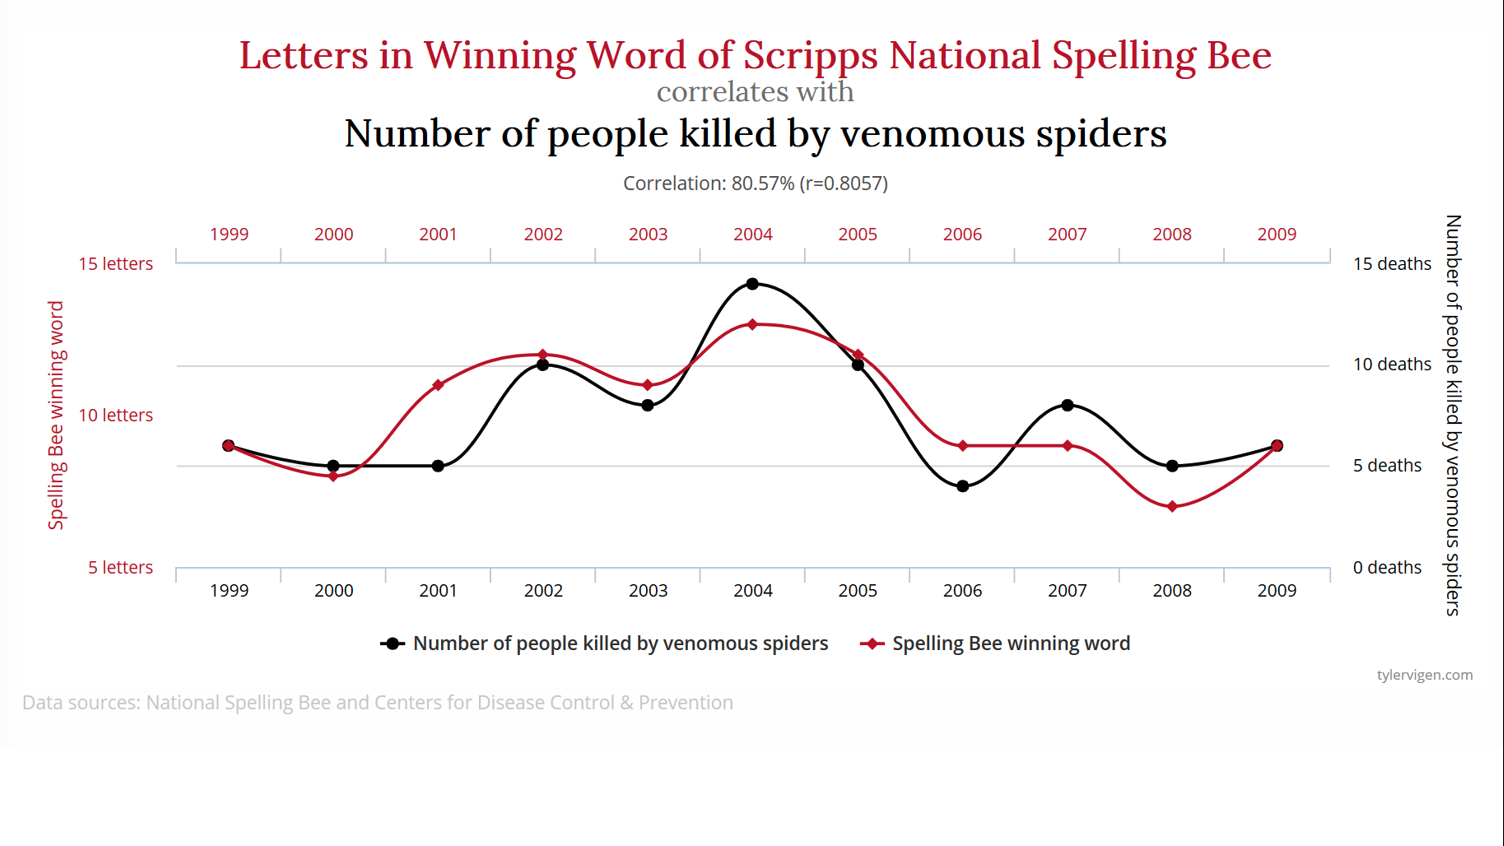 Letters in Winning Word of Scripps National Spelling Bee
correlates with
Number of people killed by venomous spiders
Correlation: 80.57% (r=0.8057)
1999 2000 2001 2002 2003 2004 2005 2006 2007 2008 2009
15 letters
10 letters
5 letters
Spelling Bee winning word
15 deaths
10 deaths
5 deaths
0 deaths
Number of people killed by venomous spiders
1999 2000 2001 2002 2003 2004 2005 2006 2007 2008 2009
Number of people killed by venomous spiders Spelling Bee winning word
tylervigen.com
Data sources: National Spelling Bee and Centers for Disease Control & Prevention